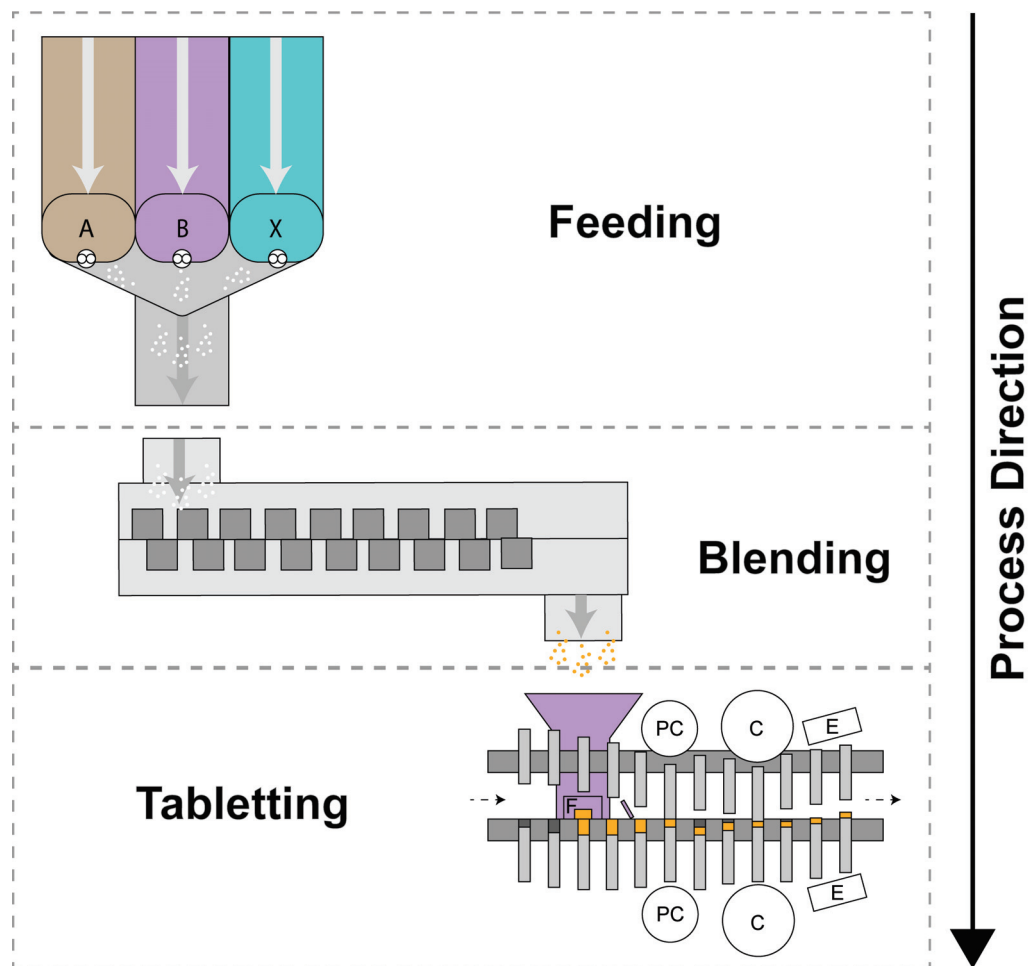 A B X
Feeding
Process Direction
Blending
PC C E
Tabletting
F
PC C E